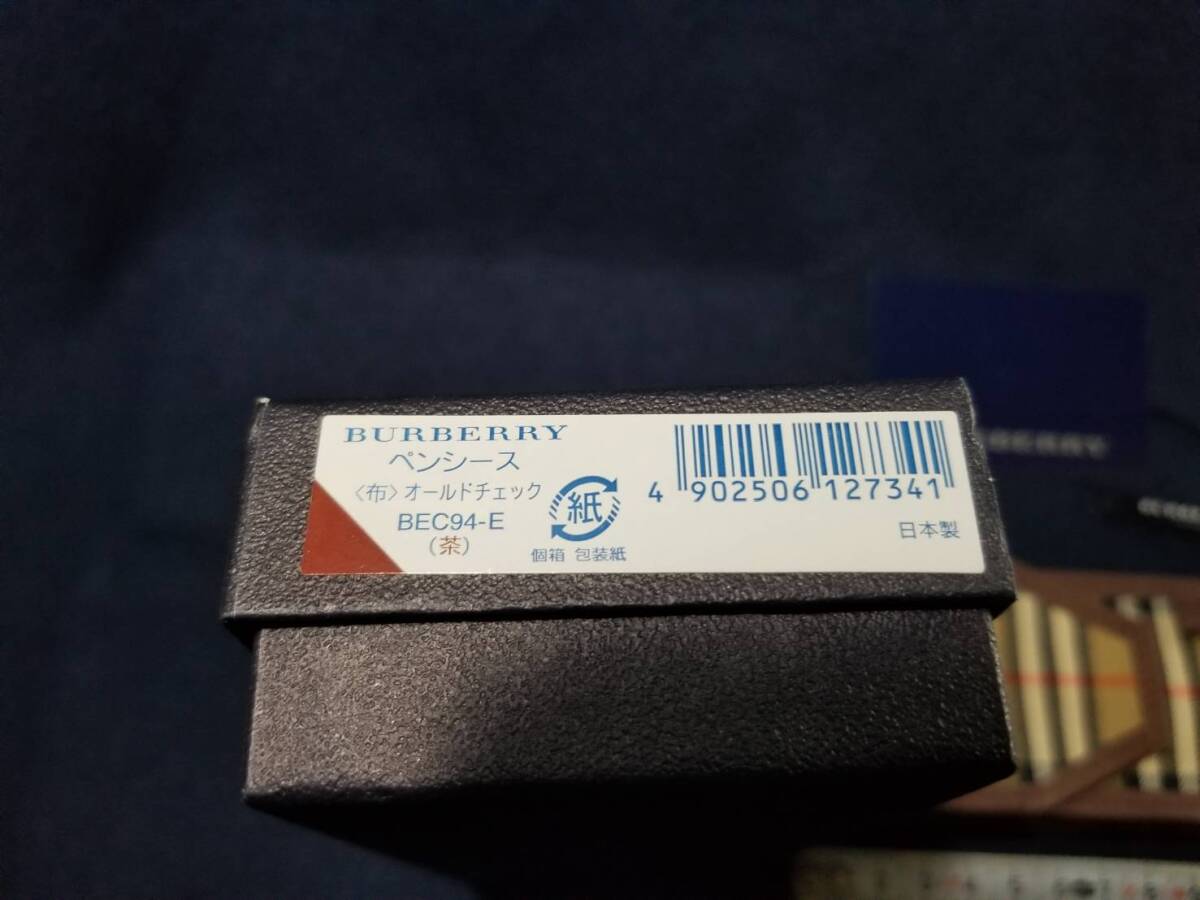 BURBERRY
ペンシース
〈布〉オールドチェック
BEC94-E
（茶）
紙
個箱 包装紙
4 902506 127341
日本製
BERRY